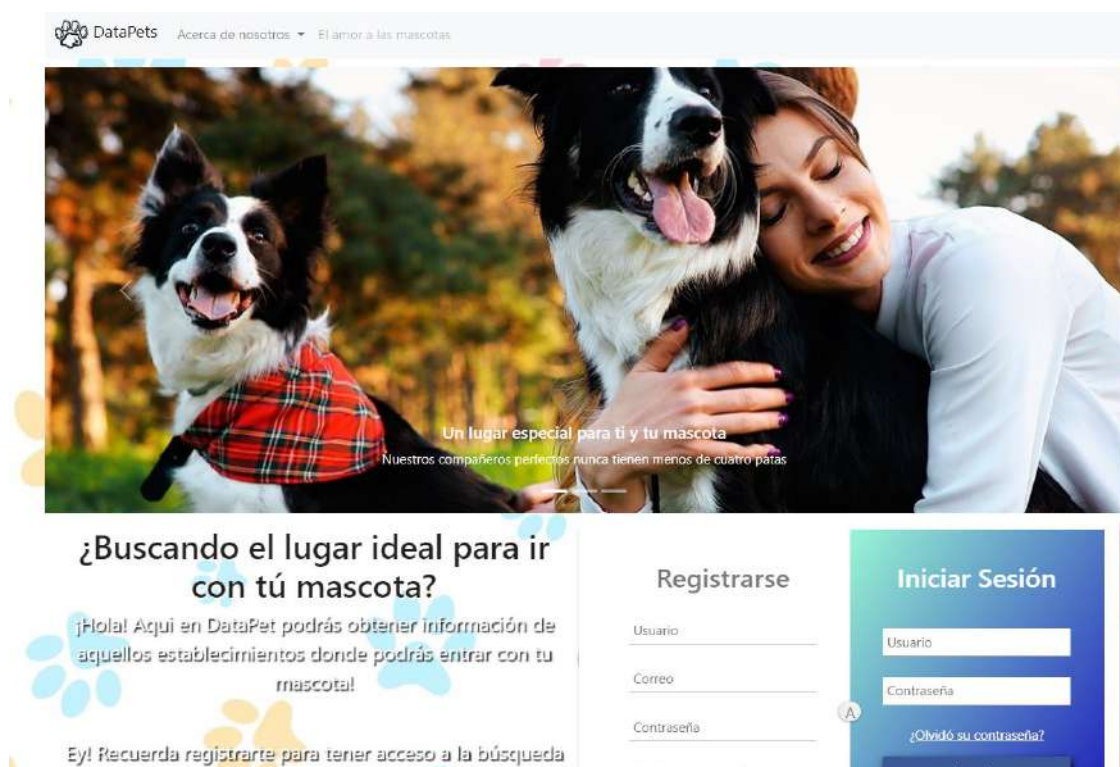 DataPets Acerca de nosotros El amor a las mascotas
Un lugar especial para ti y tu mascota
Nuestros compañeros perfectos nunca tienen menos de cuatro patas
¿Buscando el lugar ideal para ir
con tú mascota?
¡Hola! Aqui en DataPet podrás obtener información de
aquellos establecimientos donde podrás entrar con tu
mascota!
Ey! Recuerda registrarte para tener acceso a la búsqueda
Registrarse
Usuario
Correo
Contraseña
A
Iniciar Sesión
Usuario
Contraseña
¿Olvidó su contraseña?